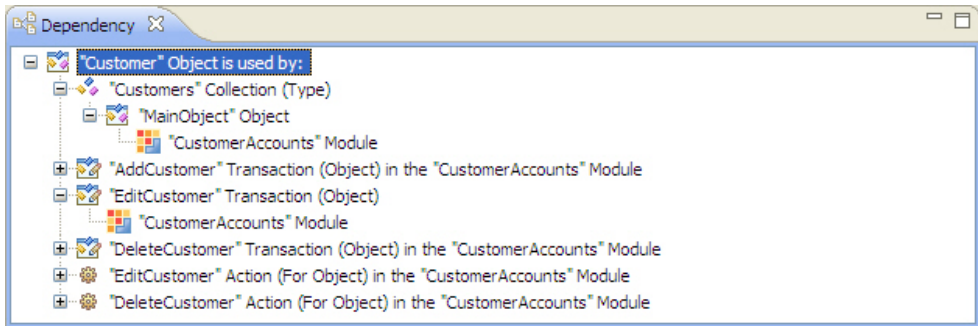 Dependency
"Customer" Object is used by:
"Customers" Collection (Type)
"MainObject" Object
"CustomerAccounts" Module
"AddCustomer" Transaction (Object) in the "CustomerAccounts" Module
"EditCustomer" Transaction (Object)
"CustomerAccounts" Module
"DeleteCustomer" Transaction (Object) in the "CustomerAccounts" Module
"EditCustomer" Action (For Object) in the "CustomerAccounts" Module
"DeleteCustomer" Action (For Object) in the "CustomerAccounts" Module